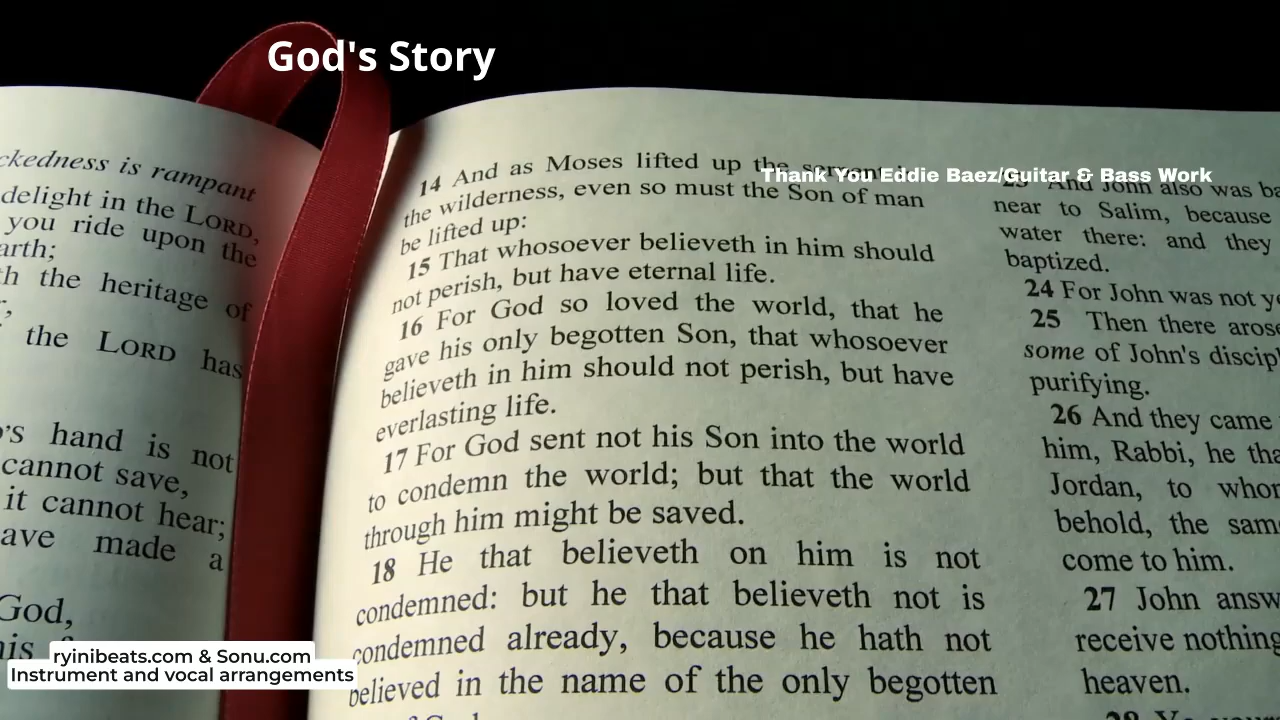 God's Story
Thank You Eddie Baez/Guitar & Bass Work
ryinibeats.com & Sonu.com
Instrument and vocal arrangements
is rampant
delight in the LORD,
you ride upon the
the heritage of
the LORD has
hand is not
cannot save,
it cannot hear;
made a
God,
14 And as Moses lifted up the serpent in
the wilderness, even so must the Son of man
be lifted up:
15 That whosoever believeth in him should
not perish, but have eternal life.
16 For God so loved the world, that he
gave his only begotten Son, that whosoever
believeth in him should not perish, but have
everlasting life.
17 For God sent not his Son into the world
to condemn the world; but that the world
through him might be saved.
18 He that believeth on him is not
condemned: but he that believeth not is
condemned already, because he hath not
believed in the name of the only begotten
23 And John also was
near to Salim, because
water there: and they
baptized.
24 For John was not
25 Then there
some of John's
purifying.
26 And they came
him, Rabbi, he
Jordan, to
behold, the
come to him.
27 John
receive nothing
heaven.